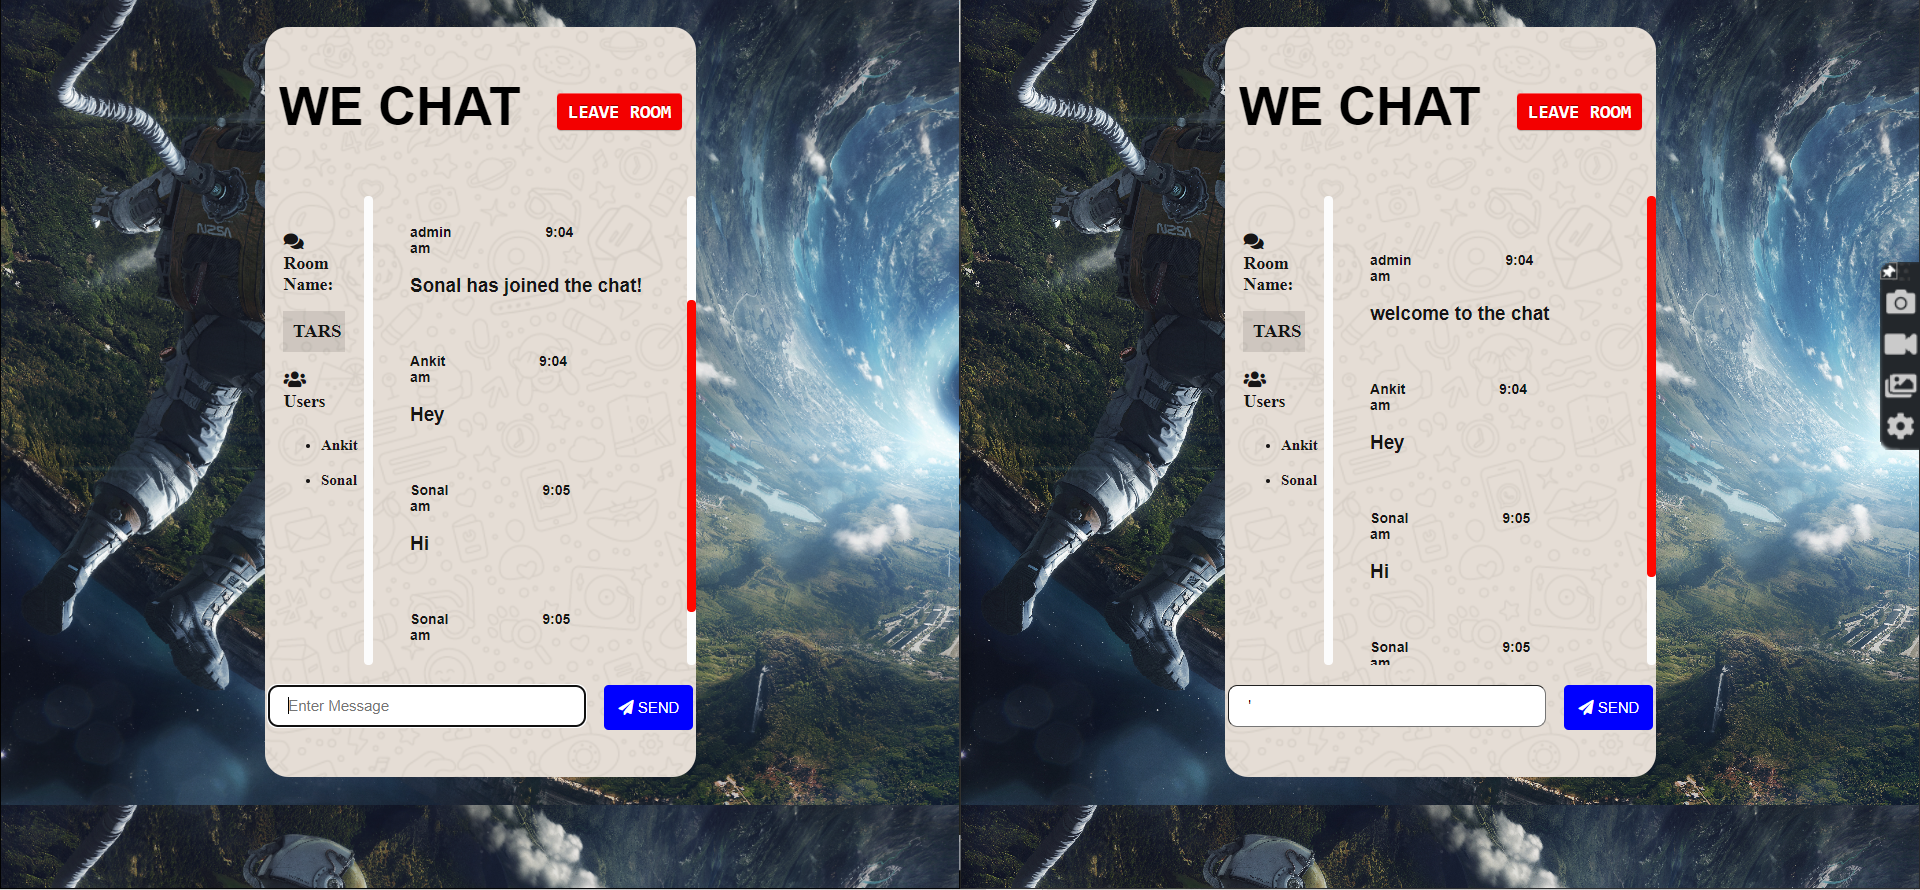 WE CHAT
LEAVE ROOM
Room
Name:
TARS
Users
Ankit
Sonal
admin 9:04
am
Sonal has joined the chat!
Ankit 9:04
am
Hey
Sonal 9:05
am
Hi
Sonal 9:05
am
Enter Message
SEND
NASA
WE CHAT
LEAVE ROOM
Room
Name:
TARS
Users
Ankit
Sonal
admin 9:04
am
welcome to the chat
Ankit 9:04
am
Hey
Sonal 9:05
am
Hi
Sonal 9:05
am
'
SEND
NASA